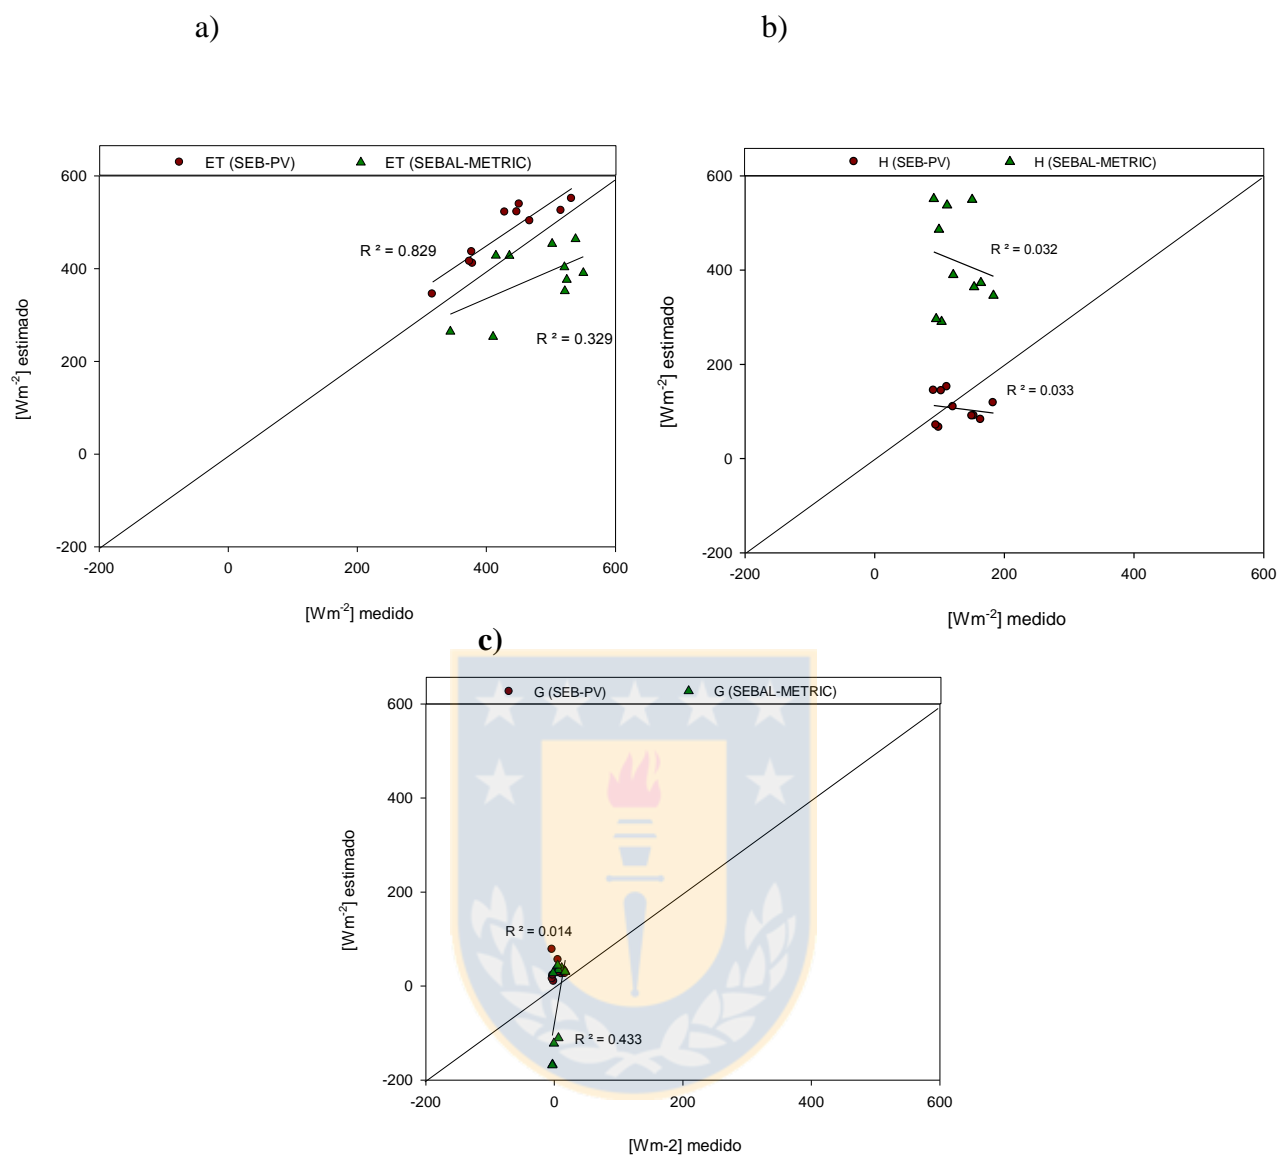 a)
b)
ET (SEB-PV)
ET (SEBAL-METRIC)
600
400
200
0
-200
-200
0
200
400
600
R ² = 0.829
R ² = 0.329
[Wm-2] estimado
[Wm-2] medido
H (SEB-PV)
H (SEBAL-METRIC)
600
400
200
0
-200
-200
0
200
400
600
R ² = 0.032
R ² = 0.033
[Wm-2] estimado
[Wm-2] medido
c)
G (SEB-PV)
G (SEBAL-METRIC)
600
400
200
0
-200
-200
0
200
400
600
R ² = 0.014
R ² = 0.433
[Wm-2] estimado
[Wm-2] medido